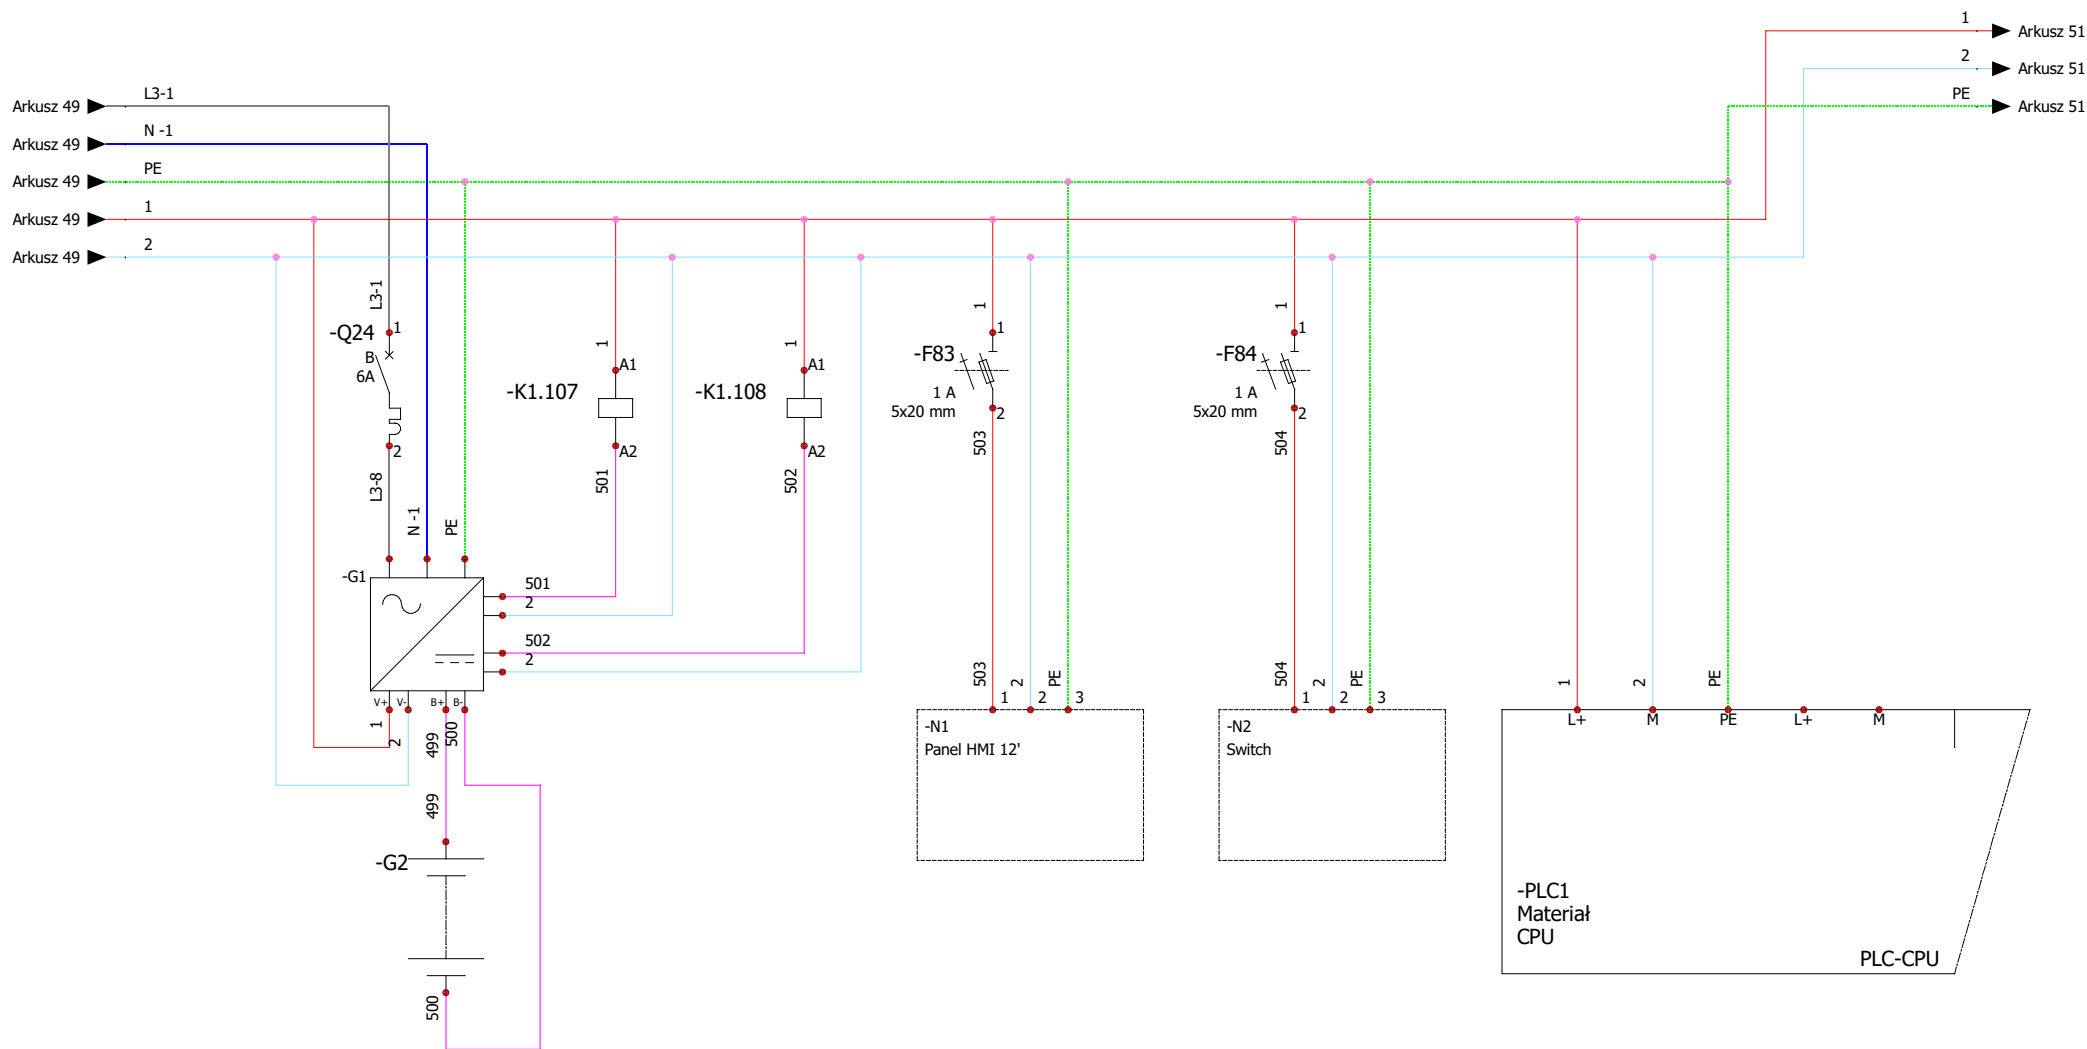 1
Arkusz 51
2
Arkusz 51
PE
Arkusz 51
Arkusz 49
L3-1
Arkusz 49
N -1
Arkusz 49
PE
Arkusz 49
1
Arkusz 49
2
L3-1
-Q24
1
B
6A
2
L3-8
N -1
PE
1
A1
-K1.107
A2
501
1
A1
-K1.108
A2
502
1
1
-F83
1 A
5x20 mm
2
503
1
1
-F84
1 A
5x20 mm
2
504
-G1
501
2
502
2
V+
V-
B+
B-
1
2
499
500
499
-G2
500
503
2
PE
1
2
3
-N1
Panel HMI 12'
504
2
PE
1
2
3
-N2
Switch
1
2
PE
L+
M
PE
L+
M
-PLC1
Materiał
CPU
PLC-CPU